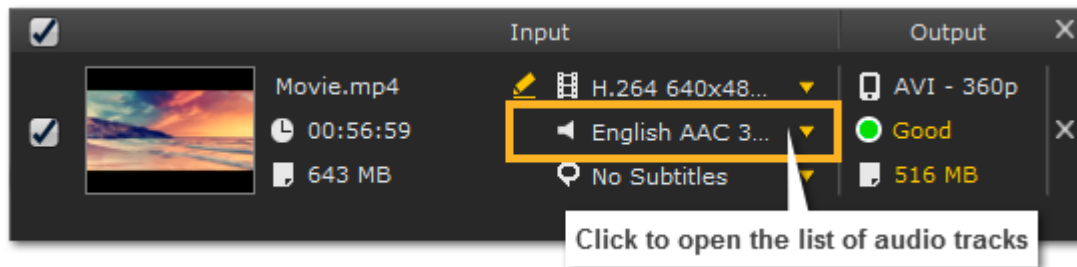 Input Output
Movie.mp4 H.264 640x48... AVI - 360p
00:56:59 English AAC 3... Good
643 MB No Subtitles 516 MB
Click to open the list of audio tracks